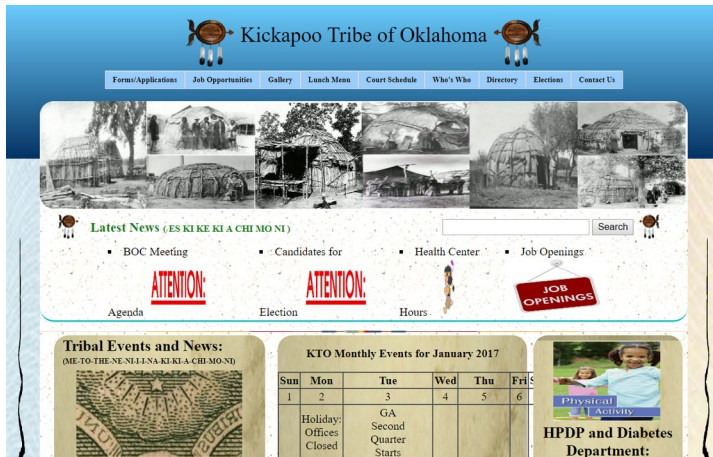 Kickapoo Tribe of Oklahoma
Forms/Applications Job Opportunities Gallery Lunch Menu Court Schedule Who's Who Directory Elections Contact Us
Latest News (-ES KI KE KI A CHI MO NI )
Search
BOC Meeting
ATTENTION:
Agenda
Candidates for
ATTENTION:
Election
Health Center
Hours
Job Openings
JOB
OPENINGS
Tribal Events and News:
(ME-TO-THE-NE-NI-I-I-NA-KI-KI-A-CHI-MO-NI)
KTO Monthly Events for January 2017
Sun Mon Tue Wed Thu Fri S
1 2 3 4 5 6
Holiday:
Offices
Closed
GA
Second
Quarter
Starts
Physical
Activity
HPDP and Diabetes
Department: